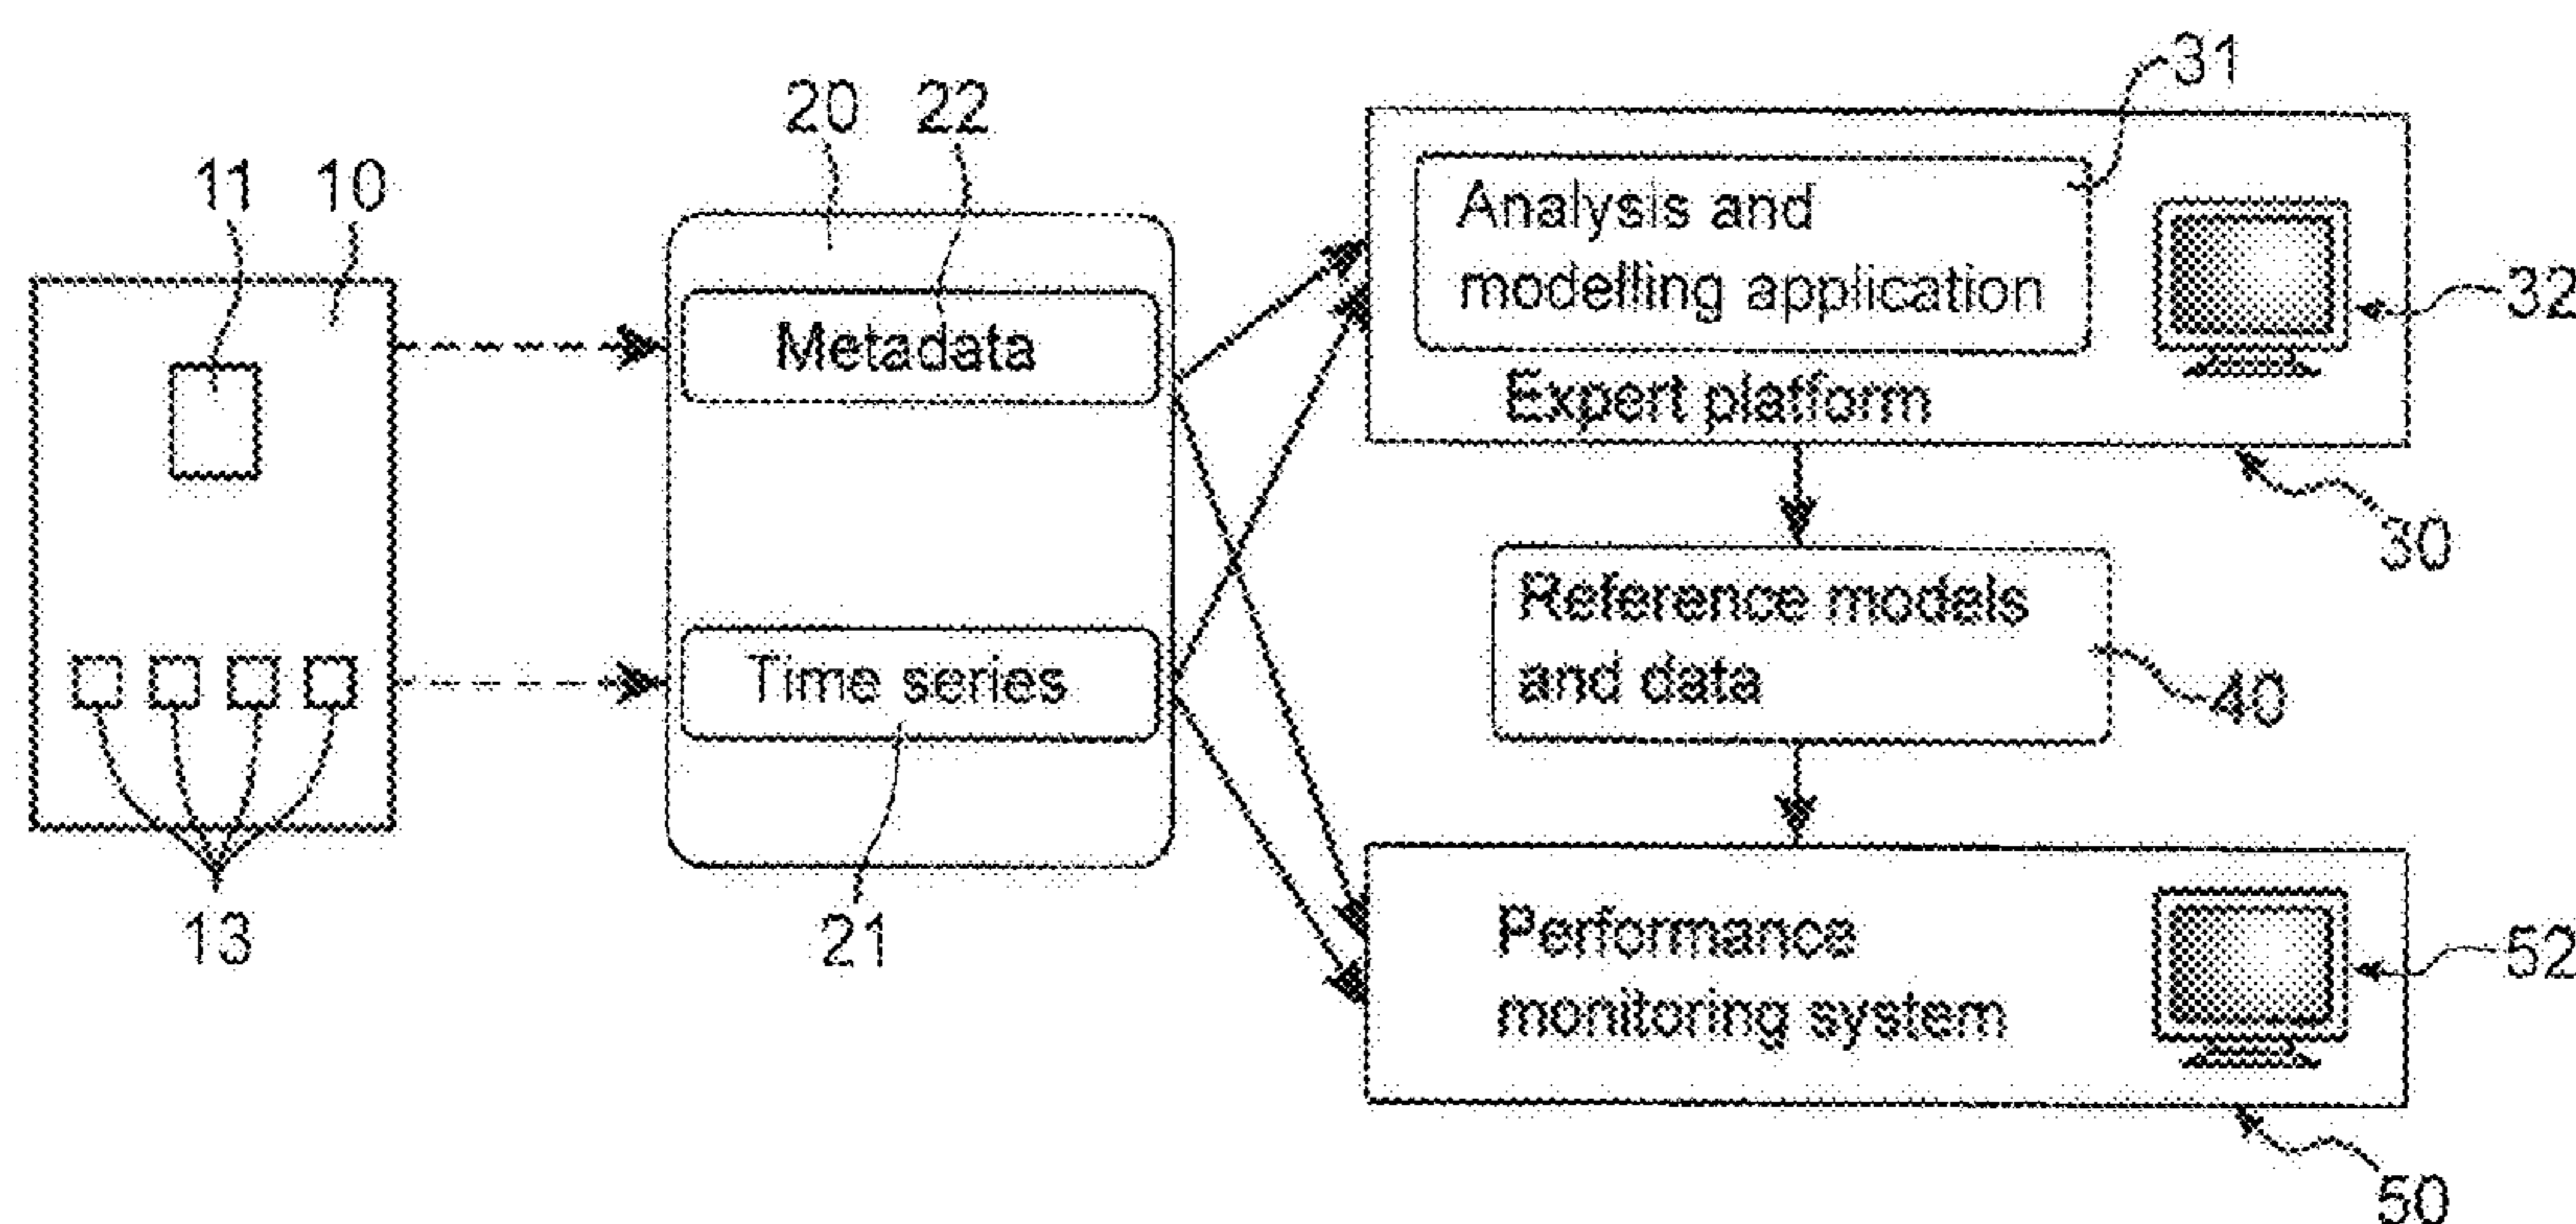 31
20 22
11 10
Analysis and
modelling application
32
Metadata
Expert platform
30
Reference models
and data
40
Time series
13
21
Performance
monitoring system
52
50